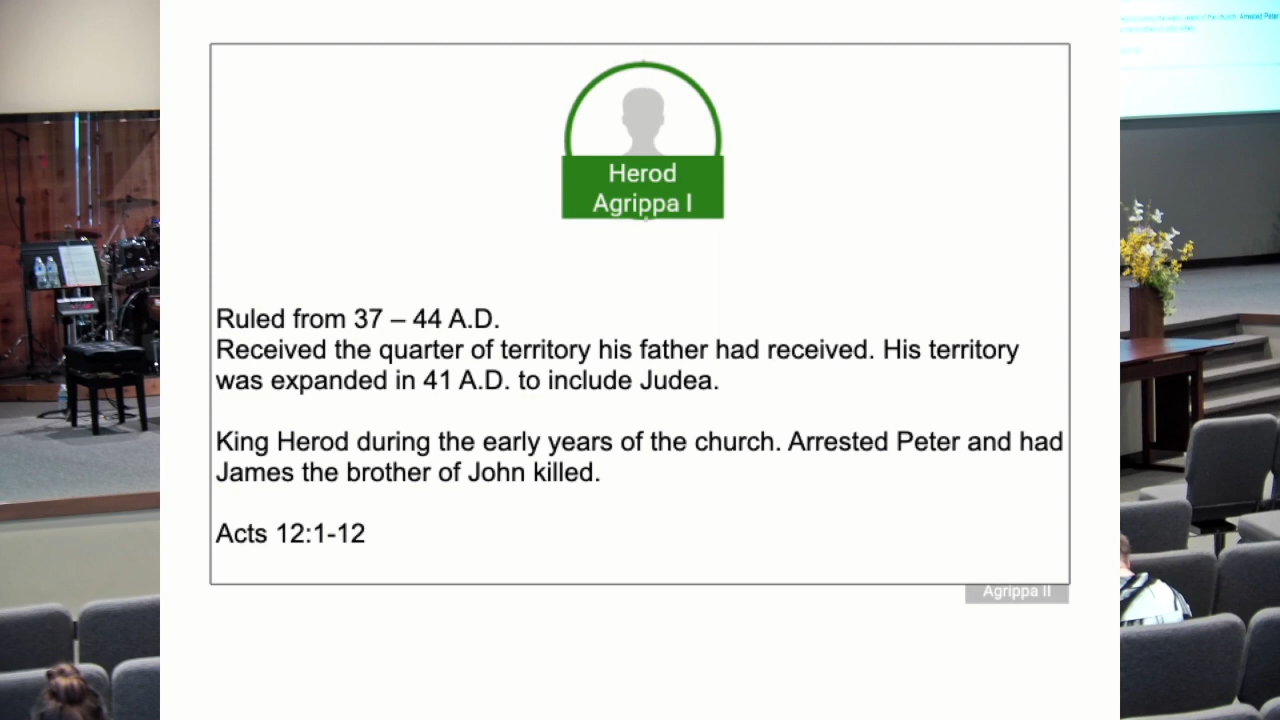 Herod
Agrippa I
Ruled from 37 – 44 A.D.
Received the quarter of territory his father had received. His territory
was expanded in 41 A.D. to include Judea.
King Herod during the early years of the church. Arrested Peter and had
James the brother of John killed.
Acts 12:1-12
Agrippa II